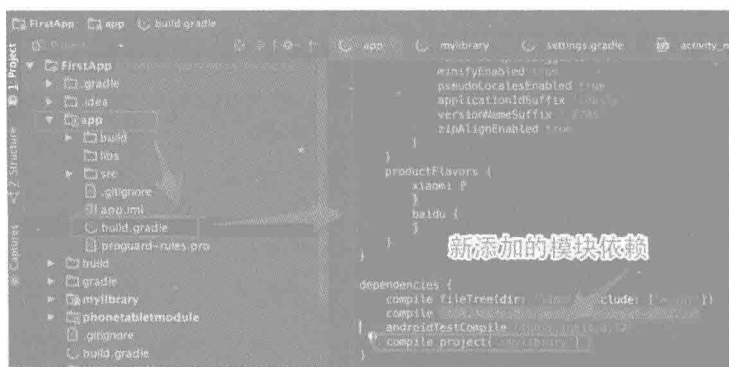 FirstApp app build.gradle
1: Project
app mylibrary settings.gradle
FirstApp
.gradle
.idea
app
build
libs
src
.gitignore
app.iml
build.gradle
proguard-rules.pro
build
gradle
mylibrary
phonetabletmodule
.gitignore
build.gradle
7: Structure
Captures
minifyEnabled true
pseudoLocalesEnabled true
applicationIdSuffix
versionNameSuffix
zipAlignEnabled true
}
}
productFlavors {
xiaomi {
}
baidu {
}
}
}
新添加的模块依赖
dependencies {
compile fileTree(dir:
compile
androidTestCompile
compile project(
}